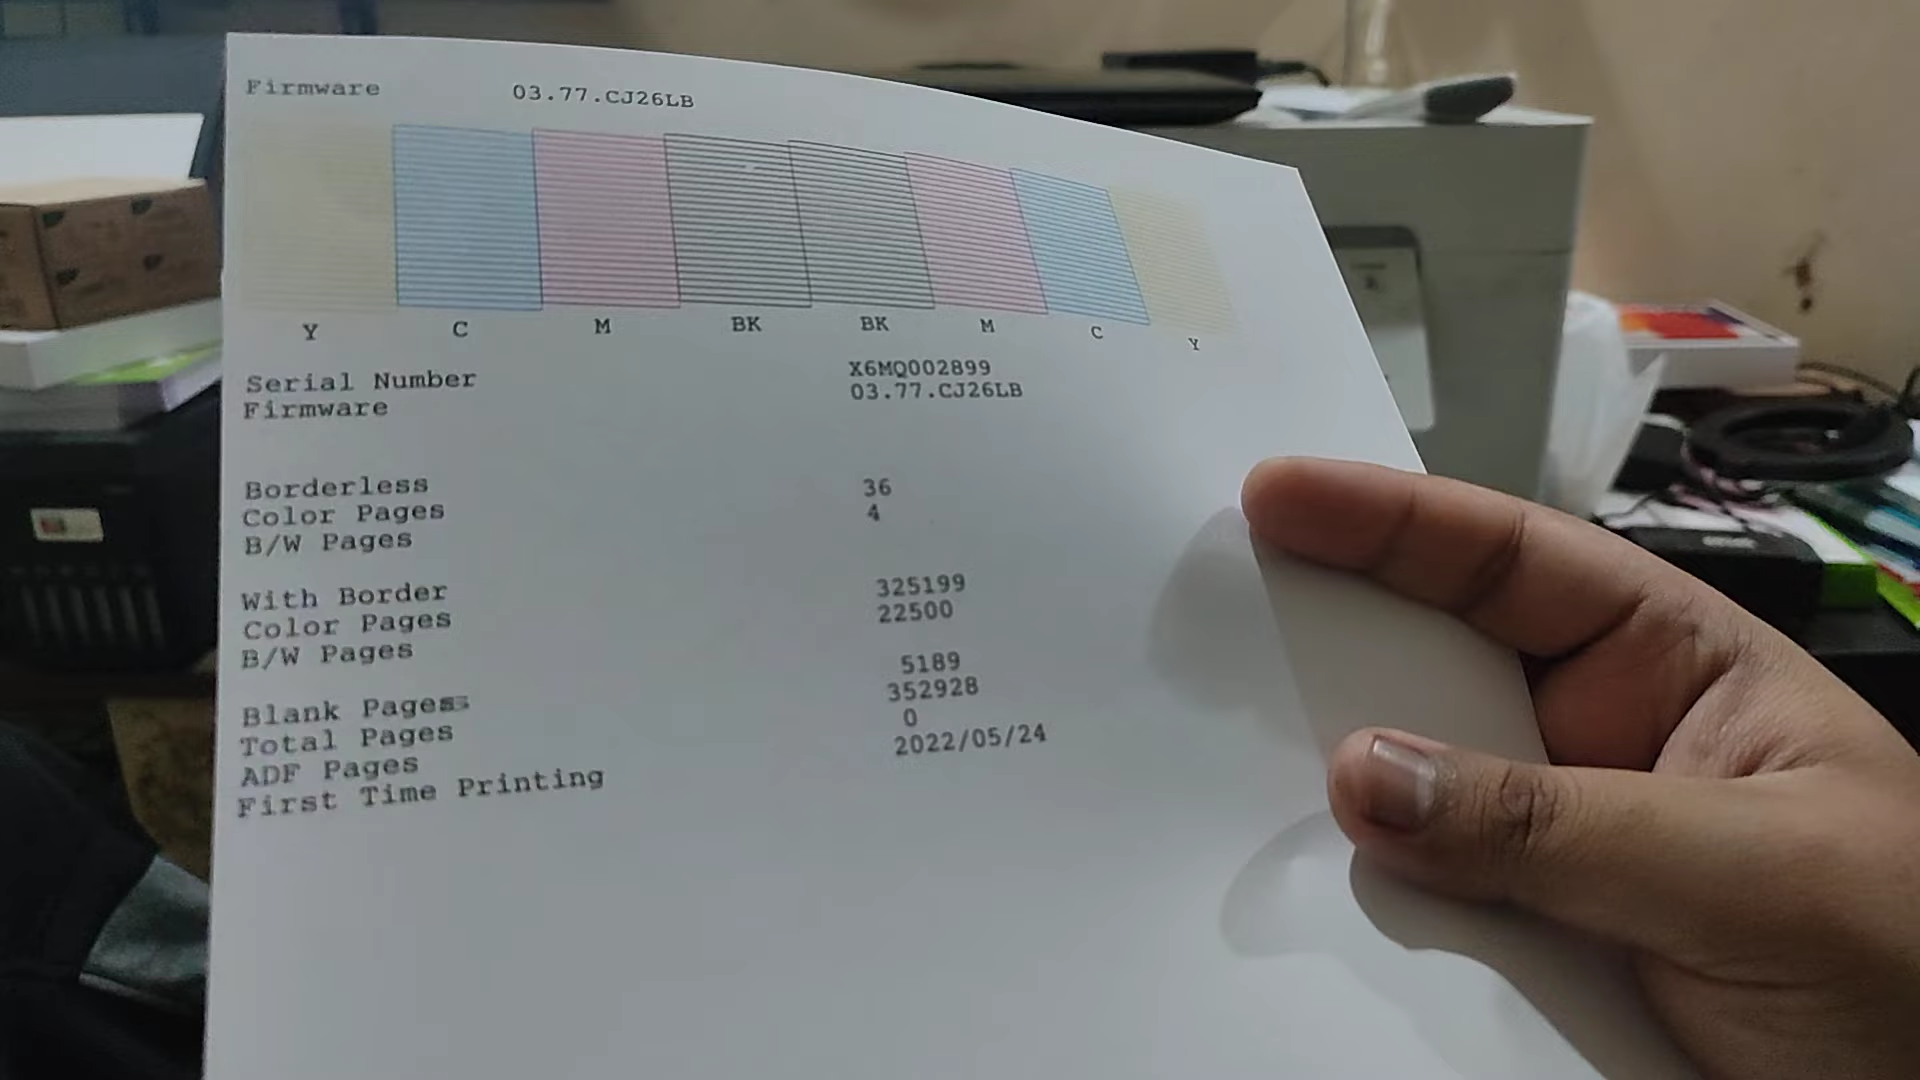 Firmware 03.77.CJ26LB
Y C M BK BK M C Y
Serial Number X6MQ002899
Firmware 03.77.CJ26LB
Borderless
Color Pages 36
B/W Pages 4
With Border
Color Pages 325199
B/W Pages 22500
Blank Pages 5189
Total Pages 352928
ADF Pages 0
First Time Printing 2022/05/24